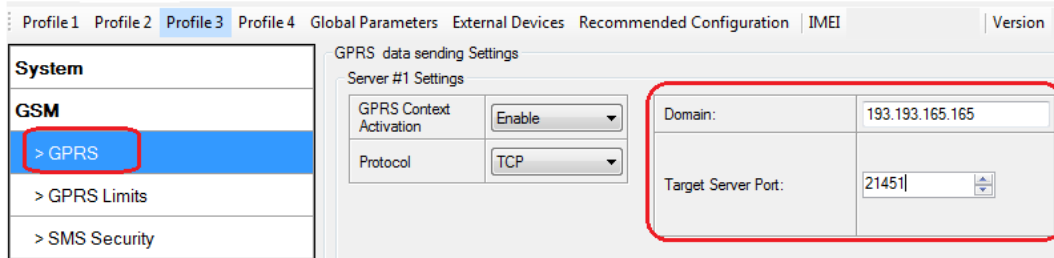 Profile 1 Profile 2 Profile 3 Profile 4 Global Parameters External Devices Recommended Configuration IMEI Version
System
GSM
> GPRS
> GPRS Limits
> SMS Security
GPRS data sending Settings
Server #1 Settings
GPRS Context
Activation
Enable
Protocol
TCP
Domain:
193.193.165.165
Target Server Port:
21451